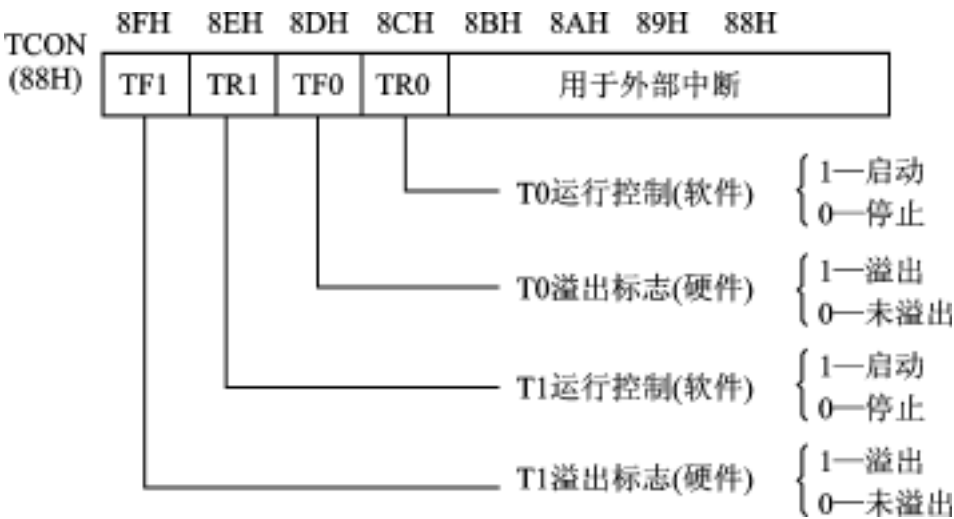 8FH 8EH 8DH 8CH 8BH 8AH 89H 88H
TCON
(88H)
TF1 TR1 TF0 TR0 用于外部中断
T0运行控制(软件)
1—启动
0—停止
T0溢出标志(硬件)
1—溢出
0—未溢出
T1运行控制(软件)
1—启动
0—停止
T1溢出标志(硬件)
1—溢出
0—未溢出